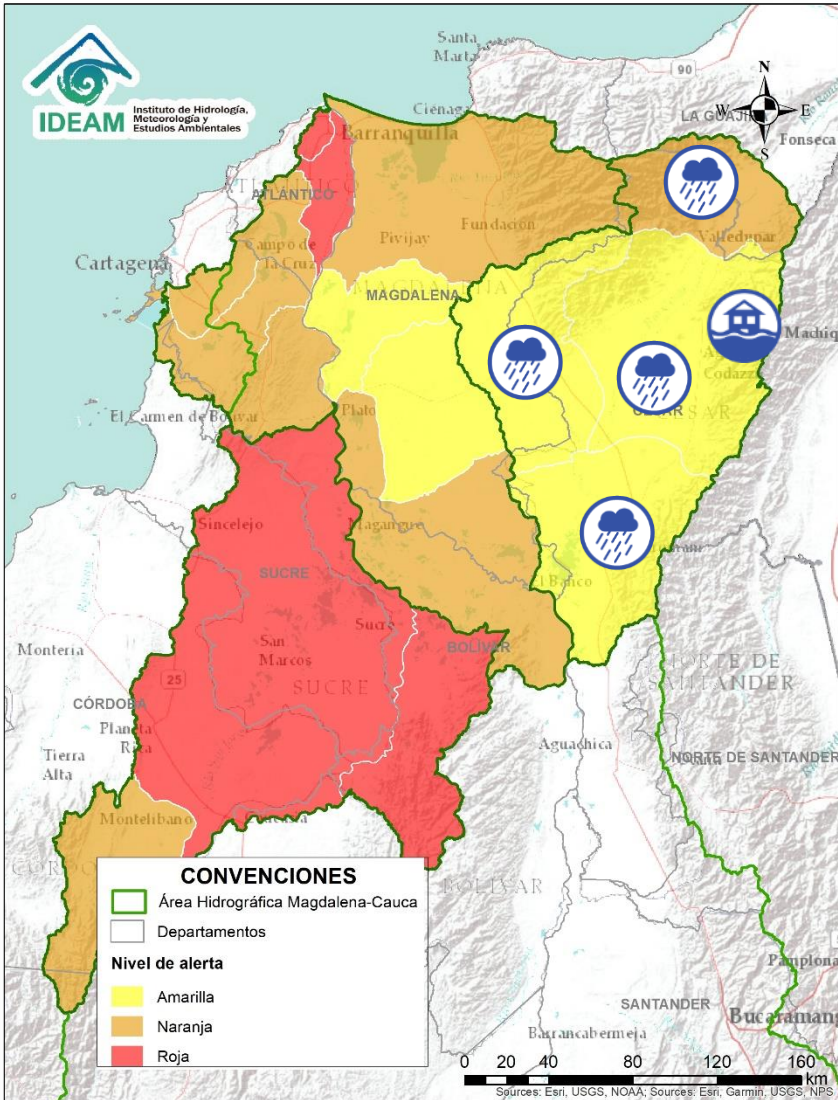 IDEAM
Instituto de Hidrología,
Meteorología y
Estudios Ambientales
Santa
Marta
90
N
W
E
S
LA GUAJIR
Fonseca
Ciénaga
Barranquilla
ATLÁNTICO
Valledupar
Campo de
la Cruz
Pivijay
Fundación
Cartagena
MAGDALENA
Machiq
Codazzi
El Carmen de Bolívar
Plato
Sincelejo
Magangue
SUCRE
El Banco
Montería
San
Marcos
Sucre
BOLÍVAR
SUCRE
NORTE DE
SANTANDER
25
CÓRDOBA
Planeta
Rica
Tierra
Alta
Aguachica
NORTE DE SANTANDER
Montelíbano
BOLÍVAR
CONVENCIONES
Área Hidrográfica Magdalena-Cauca
Departamentos
Nivel de alerta
Amarilla
Naranja
Roja
Pamplona
SANTANDER
Bucaramang
Barrancabermeja
0 20 40 80 120 160
km
Sources: Esri, USGS, NOAA; Sources: Esri, Garmin, USGS, NPS